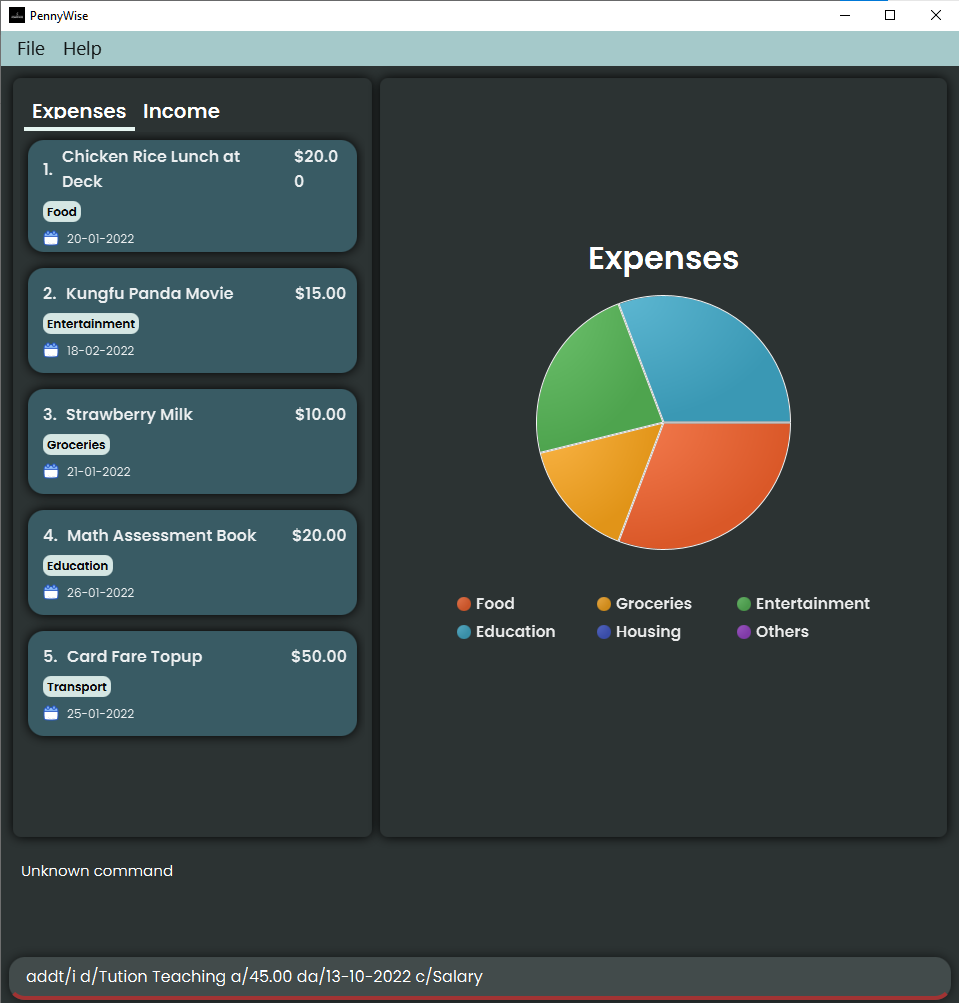 PennyWise
File Help
Expenses Income
1. Chicken Rice Lunch at Deck $20.00
Food
20-01-2022
2. Kungfu Panda Movie $15.00
Entertainment
18-02-2022
3. Strawberry Milk $10.00
Groceries
21-01-2022
4. Math Assessment Book $20.00
Education
26-01-2022
5. Card Fare Topup $50.00
Transport
25-01-2022
Expenses
Food Groceries Entertainment
Education Housing Others
Unknown command
addt/i d/Tution Teaching a/45.00 da/13-10-2022 c/Salary